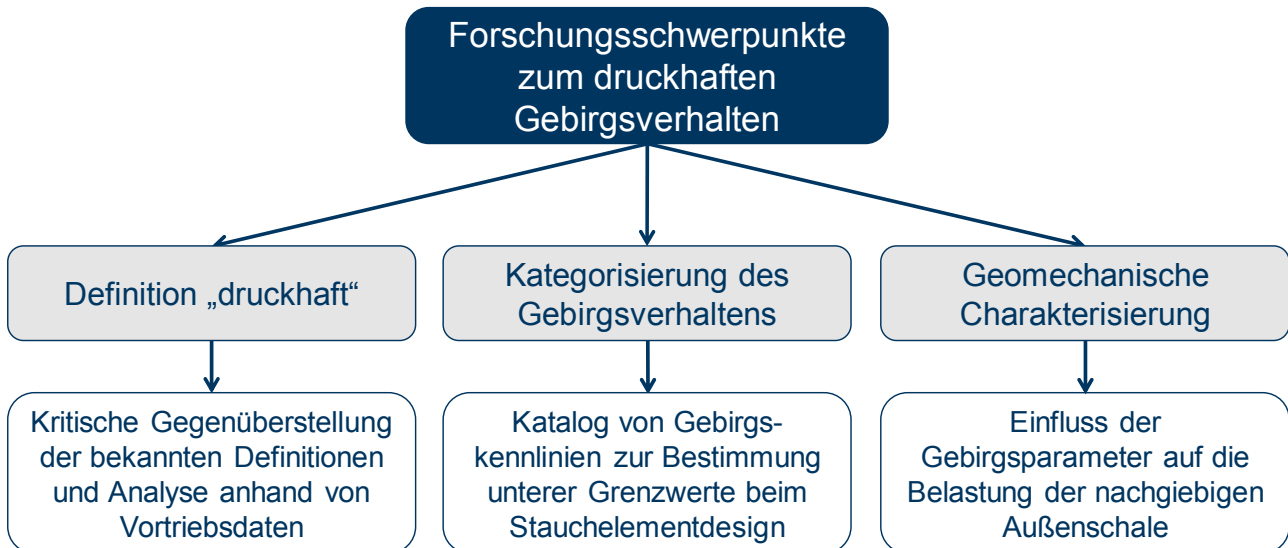 Forschungsschwerpunkte
zum druckhaften
Gebirgsverhalten
Definition „druckhaft“
Kategorisierung des
Gebirgsverhaltens
Geomechanische
Charakterisierung
Kritische Gegenüberstellung
der bekannten Definitionen
und Analyse anhand von
Vortriebsdaten
Katalog von Gebirgs-
kennlinien zur Bestimmung
unterer Grenzwerte beim
Stauchelementdesign
Einfluss der
Gebirgsparameter auf die
Belastung der nachgiebigen
Außenschale